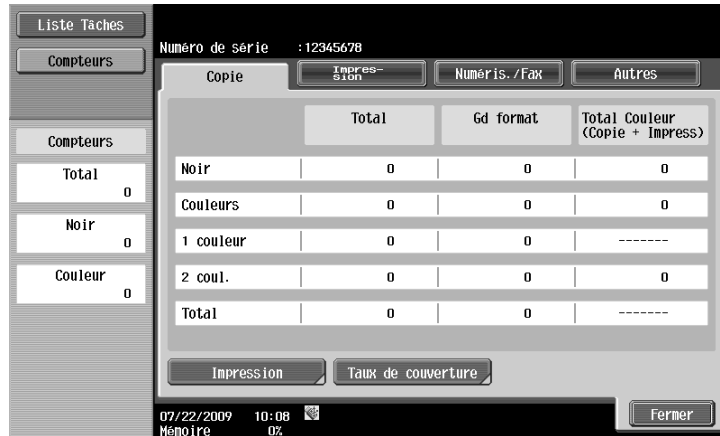 Liste Tâches
Compteurs
Numéro de série :12345678
Copie
Impres-
sion
Numéris./Fax
Autres
Compteurs
Total
0
Noir
0
Couleur
0
Total Gd format Total Couleur
(Copie + Impress)
Noir 0 0 0
Couleurs 0 0 0
1 couleur 0 0 -------
2 coul. 0 0 0
Total 0 0 -------
Impression
Taux de couverture
07/22/2009 10:08
Mémoire 0%
Fermer